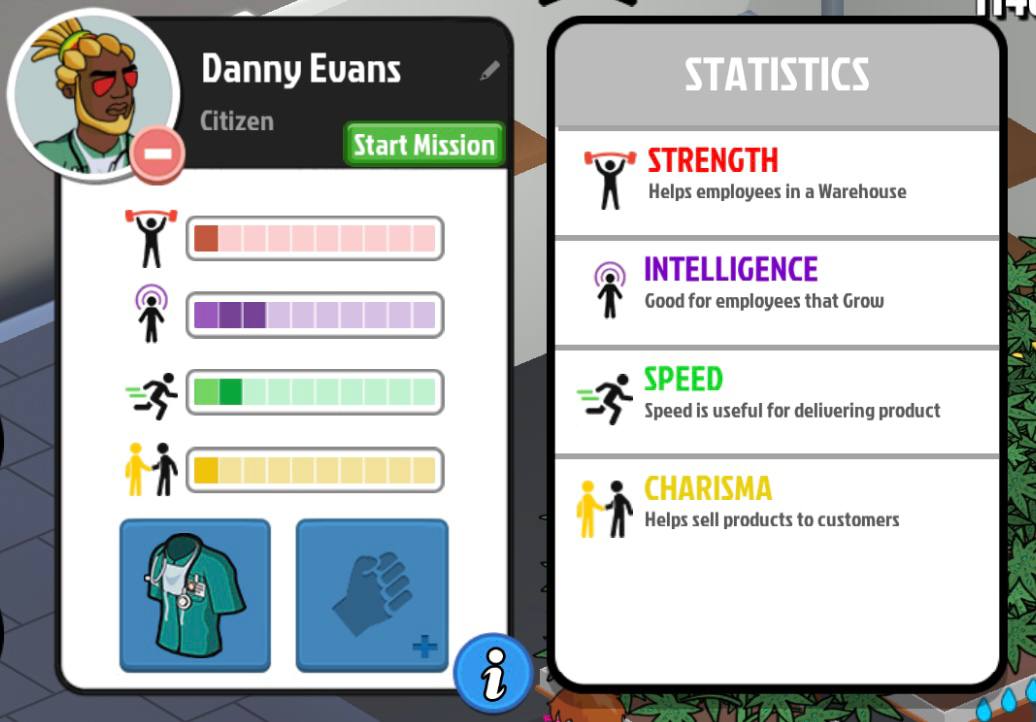 Danny Evans
Citizen
Start Mission
STATISTICS
STRENGTH
Helps employees in a Warehouse
INTELLIGENCE
Good for employees that Grow
SPEED
Speed is useful for delivering product
CHARISMA
Helps sell products to customers
i